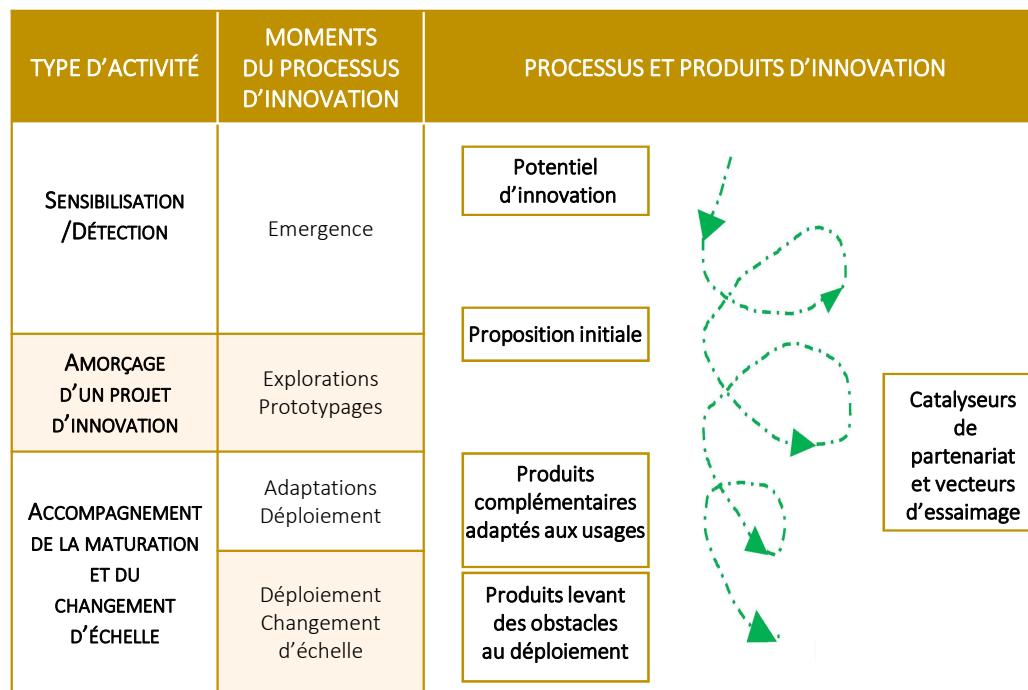 TYPE D'ACTIVITÉ
MOMENTS
DU PROCESSUS
D'INNOVATION
PROCESSUS ET PRODUITS D'INNOVATION
SENSIBILISATION
/DÉTECTION
Emergence
Potentiel
d'innovation
Proposition initiale
AMORÇAGE
D'UN PROJET
D'INNOVATION
Explorations
Prototypages
Catalyseurs
de
partenariat
et vecteurs
d'essaimage
ACCOMPAGNEMENT
DE LA MATURATION
ET DU
CHANGEMENT
D'ÉCHELLE
Adaptations
Déploiement
Produits
complémentaires
adaptés aux usages
Déploiement
Changement
d'échelle
Produits levant
des obstacles
au déploiement